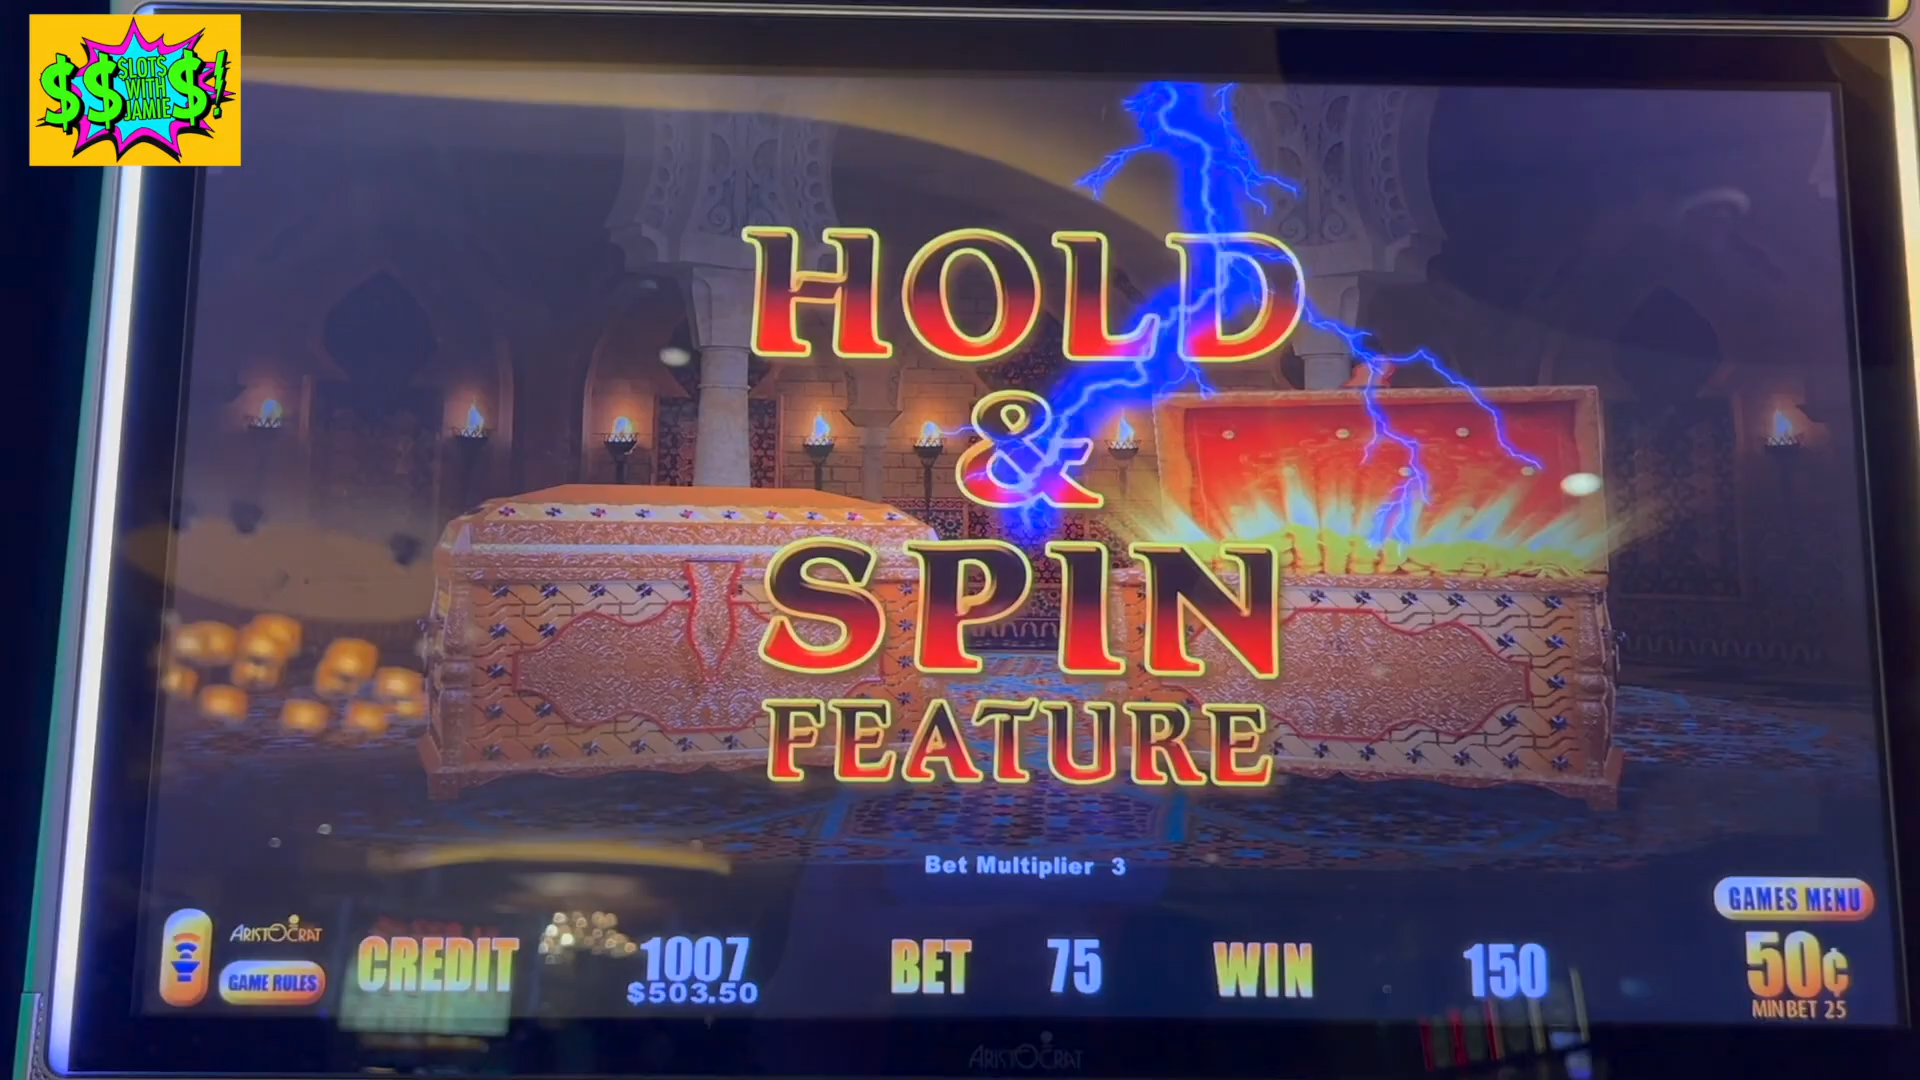 $$ SLOTS WITH JAMIE $!
HOLD
&
SPIN
FEATURE
Bet Multiplier 3
GAMES MENU
ARISTOCRAT
GAME RULES
CREDIT 1007
$503.50
BET 75
WIN 150
50¢
MIN BET 25
ARISTOCRAT